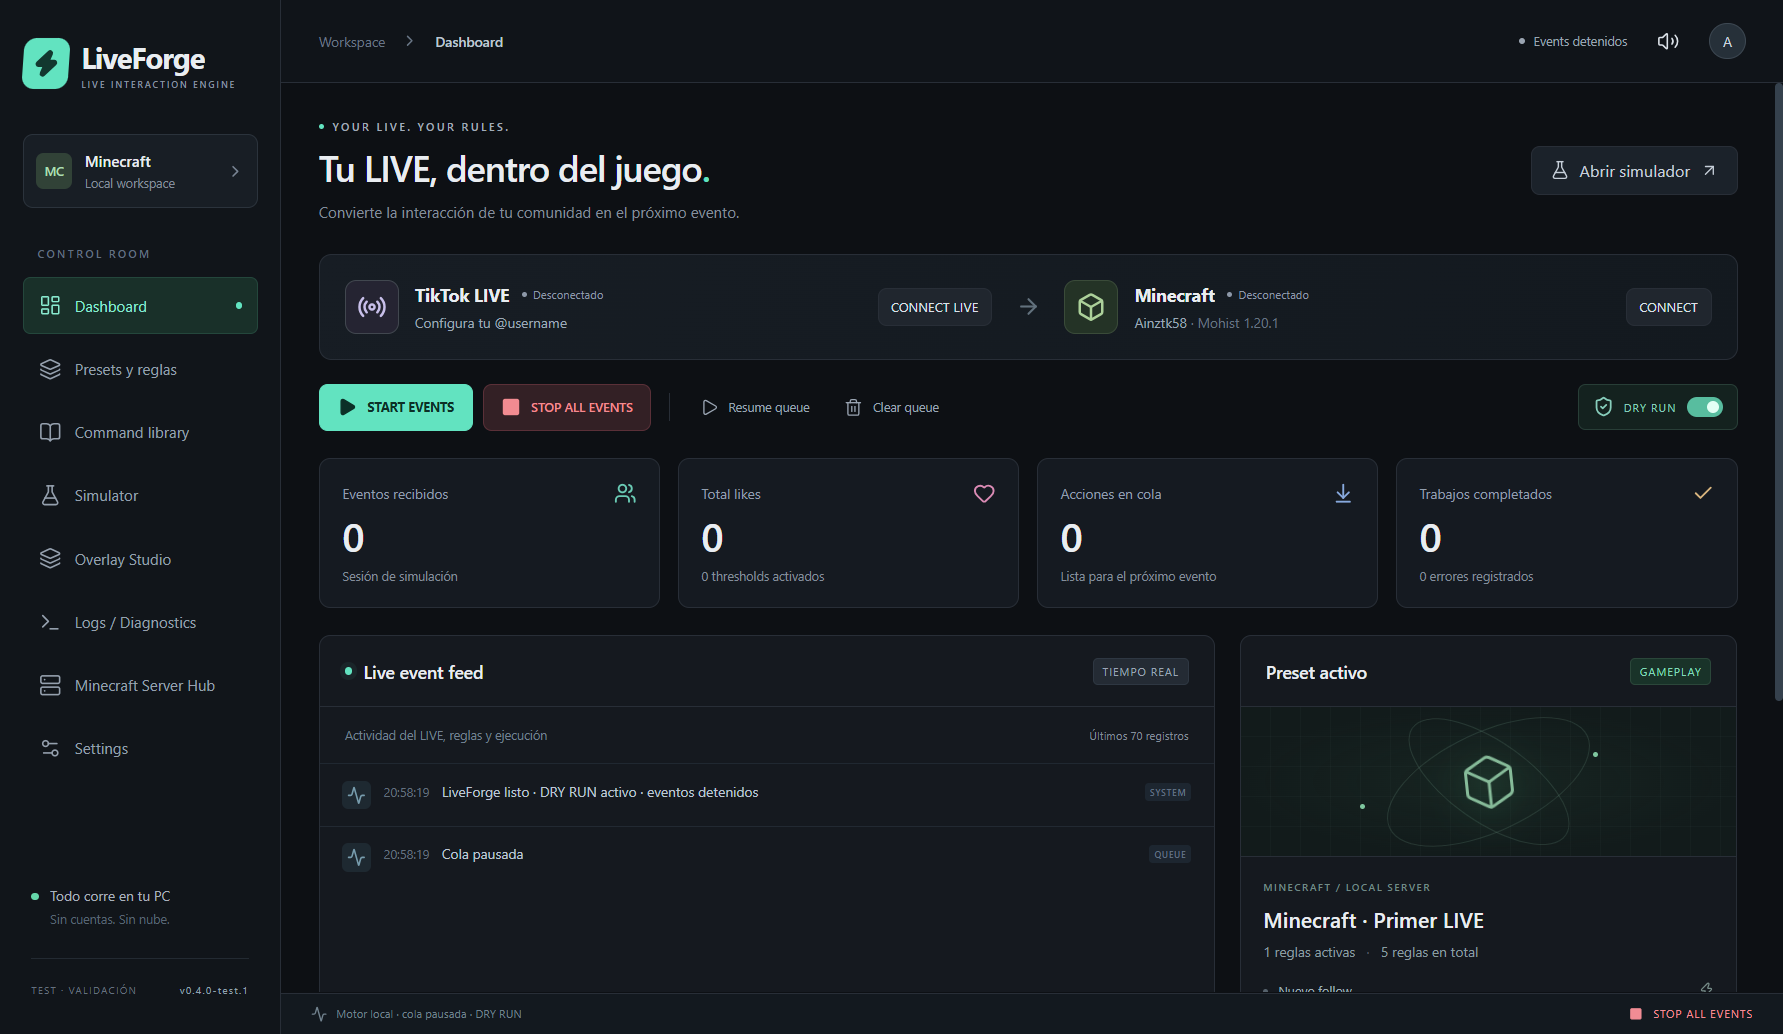 LiveForge
LIVE INTERACTION ENGINE
MC
Minecraft
Local workspace
CONTROL ROOM
Dashboard
Presets y reglas
Command library
Simulator
Overlay Studio
Logs / Diagnostics
Minecraft Server Hub
Settings
Todo corre en tu PC
Sin cuentas. Sin nube.
TEST · VALIDACIÓN v0.4.0-test.1
Workspace > Dashboard
Events detenidos
A
YOUR LIVE. YOUR RULES.
Tu LIVE, dentro del juego.
Convierte la interacción de tu comunidad en el próximo evento.
Abrir simulador
TikTok LIVE Desconectado
Configura tu @username
CONNECT LIVE
Minecraft Desconectado
Ainztk58 · Mohist 1.20.1
CONNECT
START EVENTS
STOP ALL EVENTS
Resume queue
Clear queue
DRY RUN
Eventos recibidos
0
Sesión de simulación
Total likes
0
0 thresholds activados
Acciones en cola
0
Lista para el próximo evento
Trabajos completados
0
0 errores registrados
Live event feed
TIEMPO REAL
Actividad del LIVE, reglas y ejecución
Últimos 70 registros
20:58:19 LiveForge listo · DRY RUN activo · eventos detenidos SYSTEM
20:58:19 Cola pausada QUEUE
Preset activo
GAMEPLAY
MINECRAFT / LOCAL SERVER
Minecraft · Primer LIVE
1 reglas activas · 5 reglas en total
Nuevo follow
Motor local · cola pausada · DRY RUN
STOP ALL EVENTS